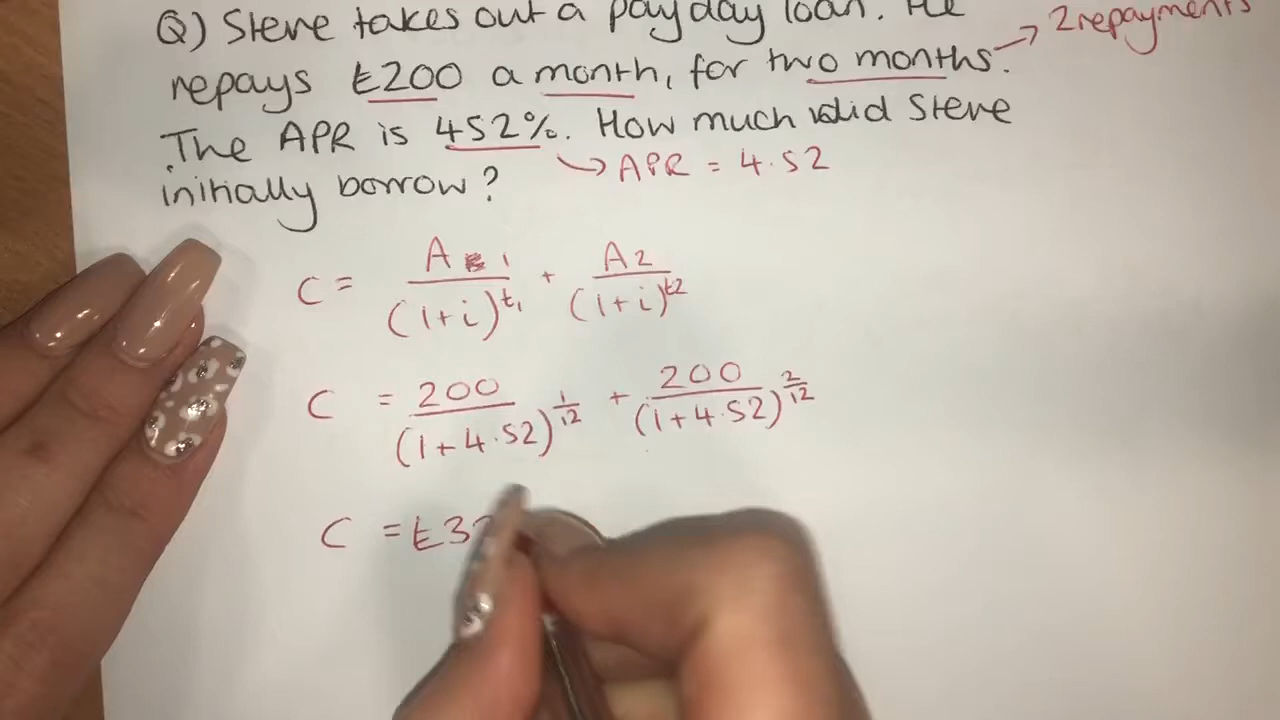 Q) Steve takes out a payday loan. He
repays £200 a month, for two months. → 2 repayments
The APR is 452%. How much did Steve
→ APR = 4.52
initially borrow?
C = A1/(1+i)^t1 + A2/(1+i)^t2
C = 200/(1+4.52)^1/12 + 200/(1+4.52)^2/12
C = £3